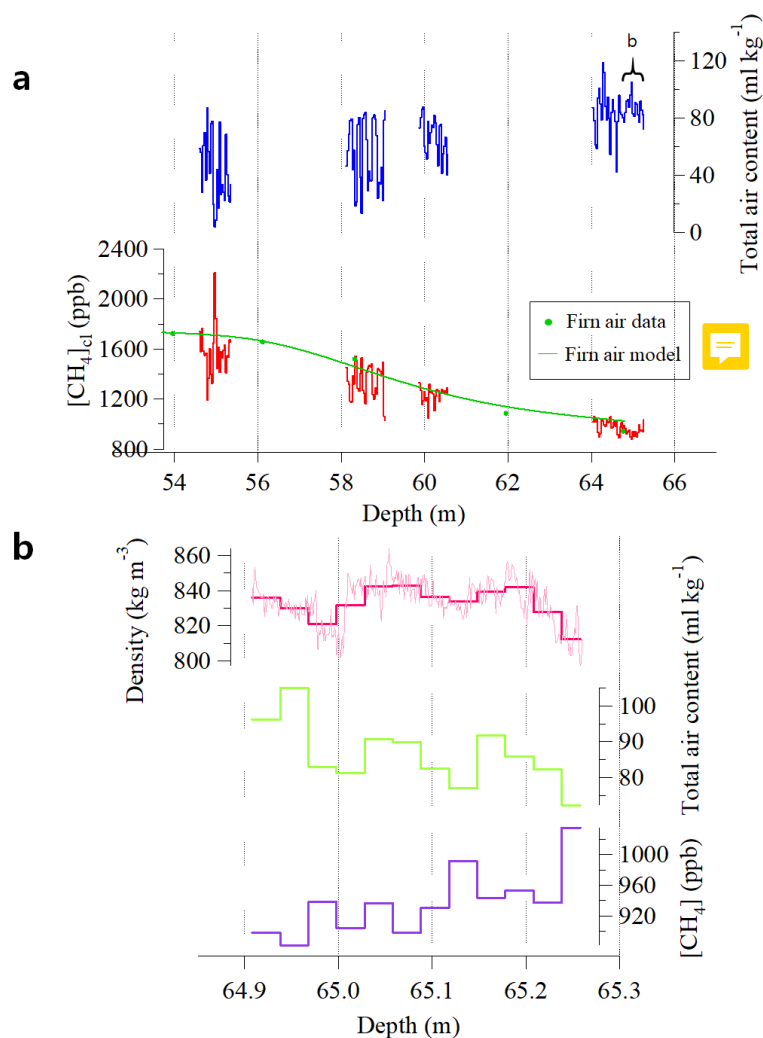 a
b
Total air content (ml kg⁻¹)
120
80
40
0
[CH₄]cl (ppb)
2400
2000
1600
1200
800
Firn air data
Firn air model
54 56 58 60 62 64 66
Depth (m)
b
Density (kg m⁻³)
860
840
820
800
Total air content (ml kg⁻¹)
100
90
80
[CH₄] (ppb)
1000
960
920
64.9 65.0 65.1 65.2 65.3
Depth (m)